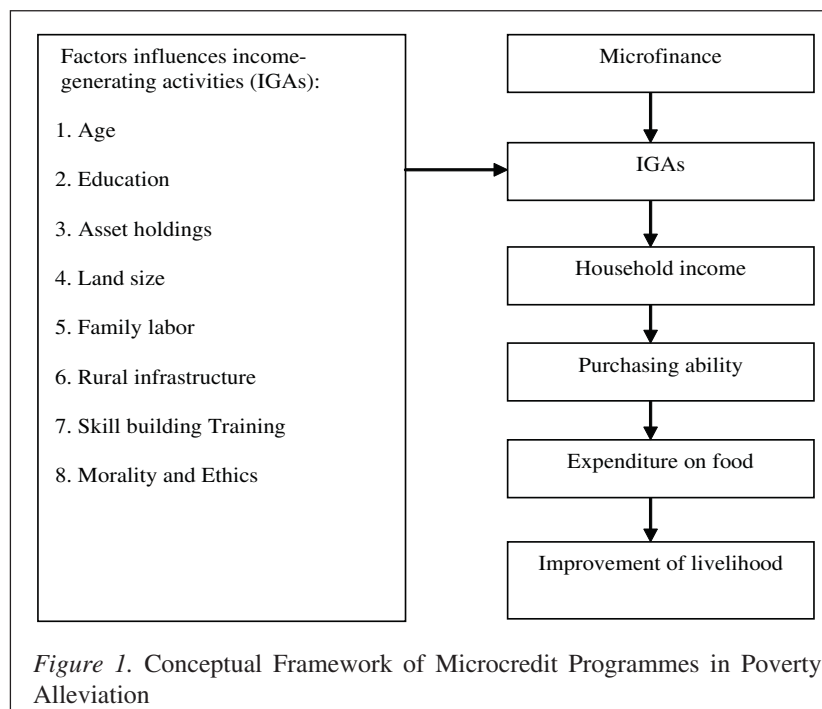 Factors influences income-
generating activities (IGAs):
1. Age
2. Education
3. Asset holdings
4. Land size
5. Family labor
6. Rural infrastructure
7. Skill building Training
8. Morality and Ethics
Microfinance
IGAs
Household income
Purchasing ability
Expenditure on food
Improvement of livelihood
Figure 1. Conceptual Framework of Microcredit Programmes in Poverty
Alleviation